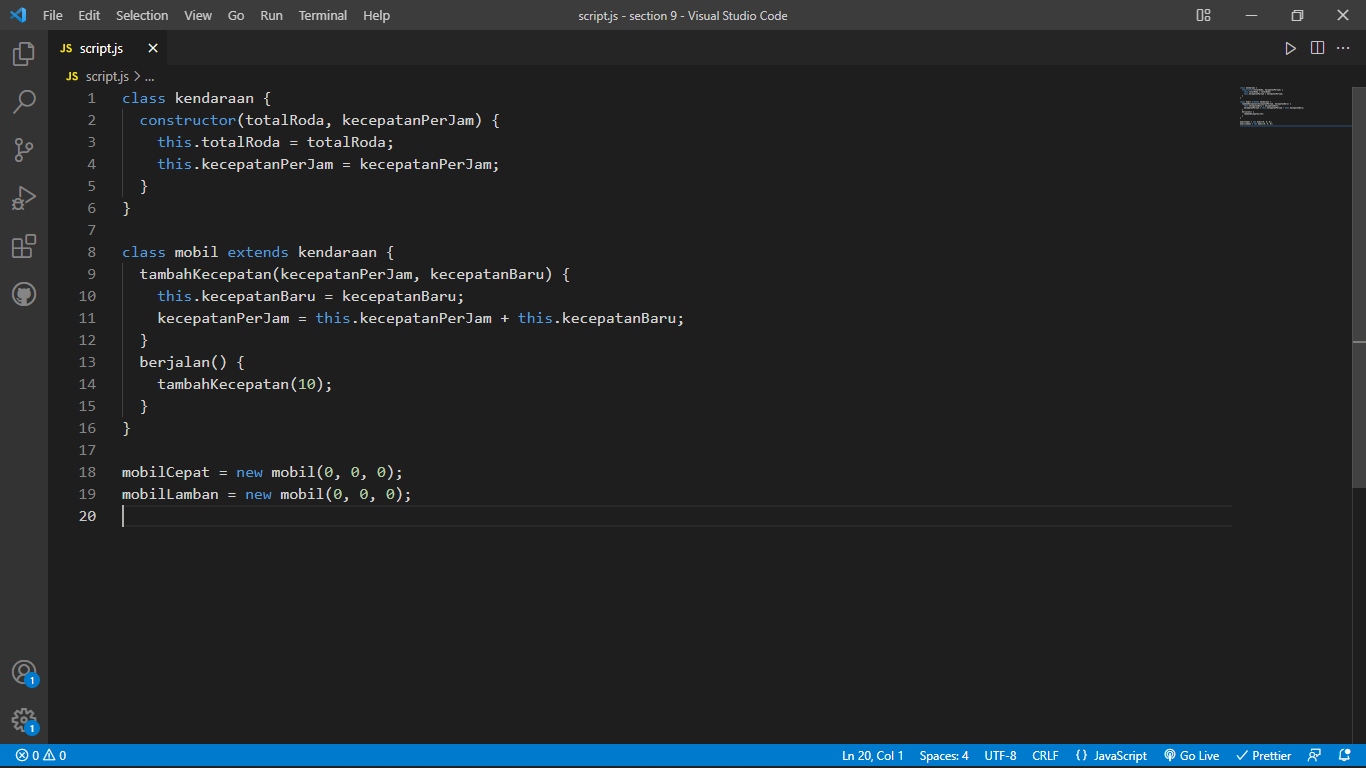 File Edit Selection View Go Run Terminal Help script.js - section 9 - Visual Studio Code
JS script.js
JS script.js > ...
1 class kendaraan {
2 constructor(totalRoda, kecepatanPerJam) {
3 this.totalRoda = totalRoda;
4 this.kecepatanPerJam = kecepatanPerJam;
5 }
6 }
7
8 class mobil extends kendaraan {
9 tambahKecepatan(kecepatanPerJam, kecepatanBaru) {
10 this.kecepatanBaru = kecepatanBaru;
11 kecepatanPerJam = this.kecepatanPerJam + this.kecepatanBaru;
12 }
13 berjalan() {
14 tambahKecepatan(10);
15 }
16 }
17
18 mobilCepat = new mobil(0, 0, 0);
19 mobilLamban = new mobil(0, 0, 0);
20
1
1
0 0 Ln 20, Col 1 Spaces: 4 UTF-8 CRLF {} JavaScript Go Live Prettier